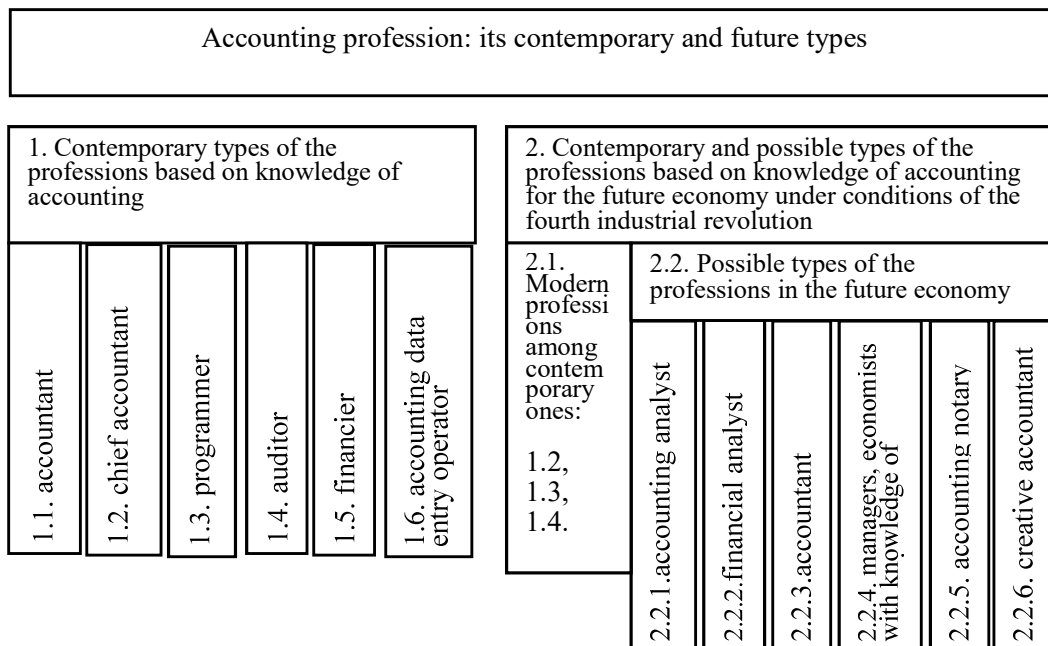 Accounting profession: its contemporary and future types
1. Contemporary types of the
professions based on knowledge of
accounting
1.1. accountant
1.2. chief accountant
1.3. programmer
1.4. auditor
1.5. financier
1.6. accounting data
entry operator
2. Contemporary and possible types of the
professions based on knowledge of accounting
for the future economy under conditions of the
fourth industrial revolution
2.1.
Modern
professi
ons
among
contem
porary
ones:
1.2,
1.3,
1.4.
2.2. Possible types of the
professions in the future economy
2.2.1.accounting analyst
2.2.2.financial analyst
2.2.3.accountant
2.2.4. managers, economists
with knowledge of
2.2.5. accounting notary
2.2.6. creative accountant